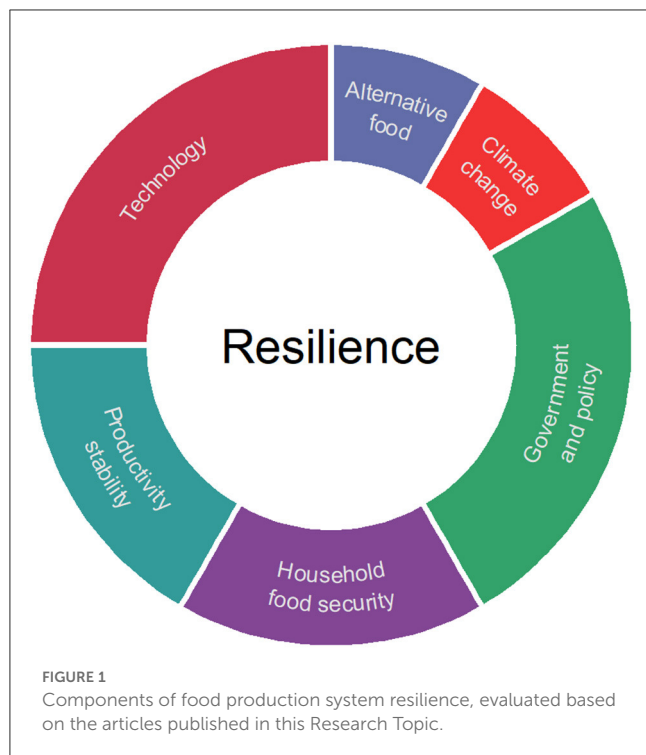 Alternative
food
Climate
change
Technology
Resilience
Government
and policy
Productivity
stability
Household
food security
FIGURE 1
Components of food production system resilience, evaluated based
on the articles published in this Research Topic.